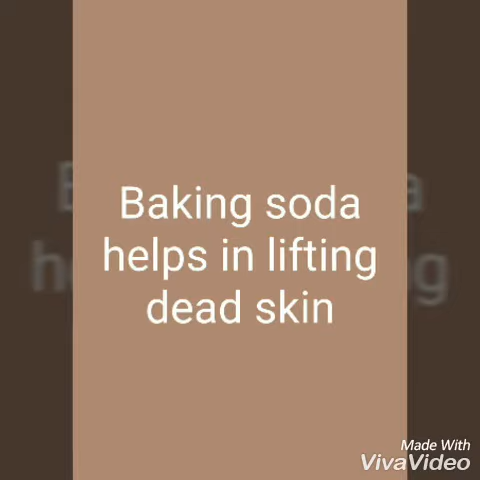 Baking soda
helps in lifting
dead skin
Made With
VivaVideo